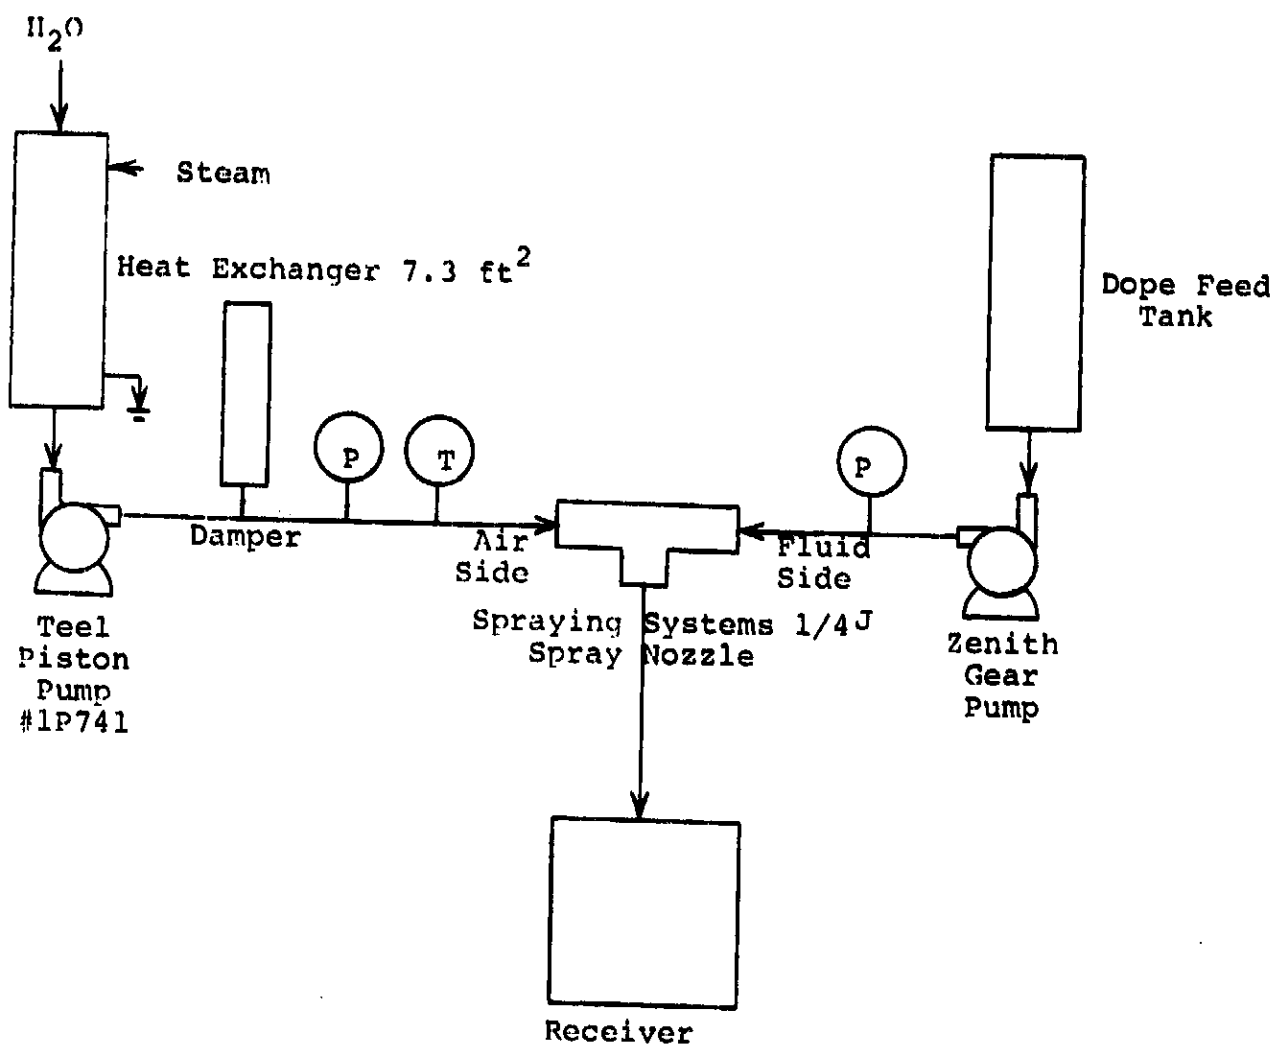 H₂O
Steam
Heat Exchanger 7.3 ft²
Dope Feed
Tank
P
T
P
Damper
Air
Side
Fluid
Side
Spraying Systems 1/4J
Spray Nozzle
Teel
Piston
Pump
#1P741
Zenith
Gear
Pump
Receiver